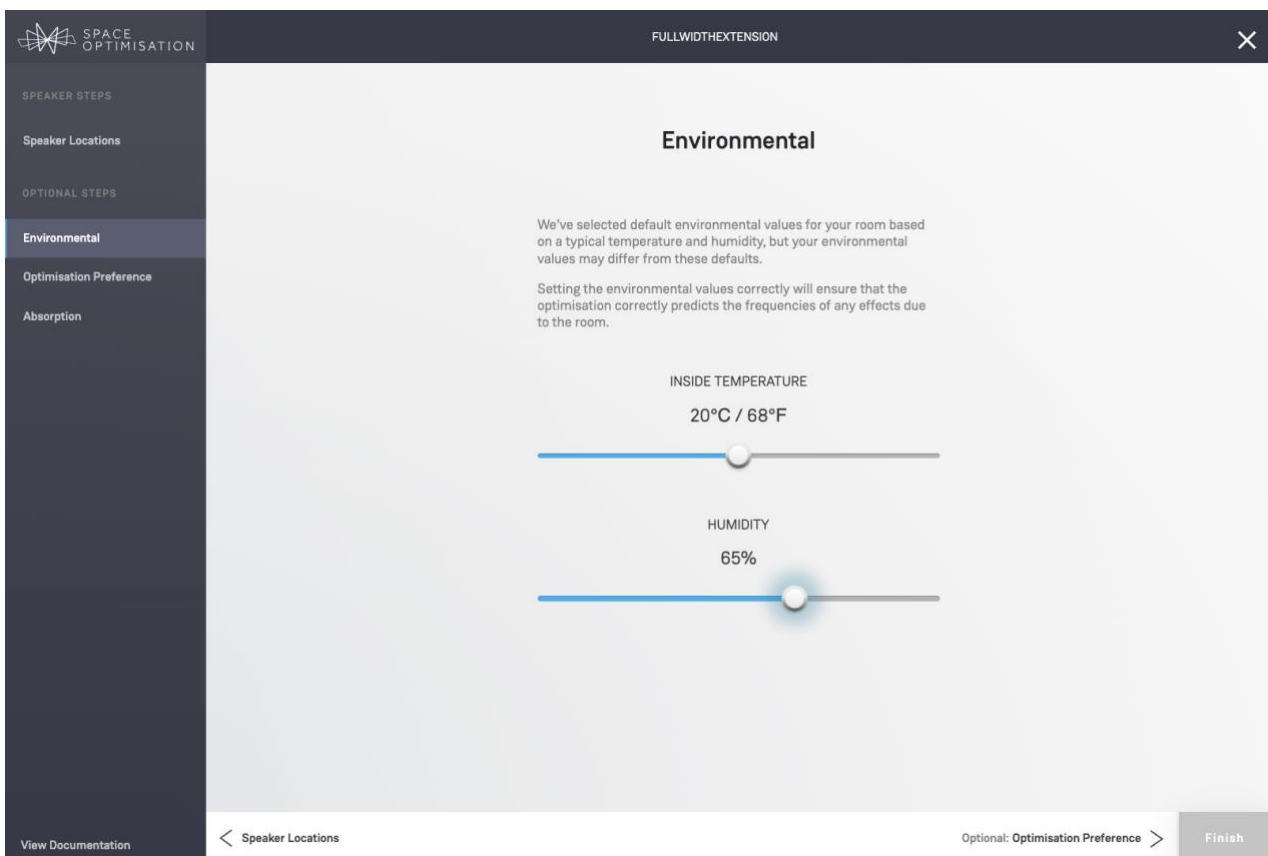 SPACE
OPTIMISATION
FULLWIDTHEXTENSION
SPEAKER STEPS
Speaker Locations
OPTIONAL STEPS
Environmental
Optimisation Preference
Absorption
View Documentation
Environmental
We've selected default environmental values for your room based
on a typical temperature and humidity, but your environmental
values may differ from these defaults.
Setting the environmental values correctly will ensure that the
optimisation correctly predicts the frequencies of any effects due
to the room.
INSIDE TEMPERATURE
20°C / 68°F
HUMIDITY
65%
Speaker Locations
Optional: Optimisation Preference
Finish